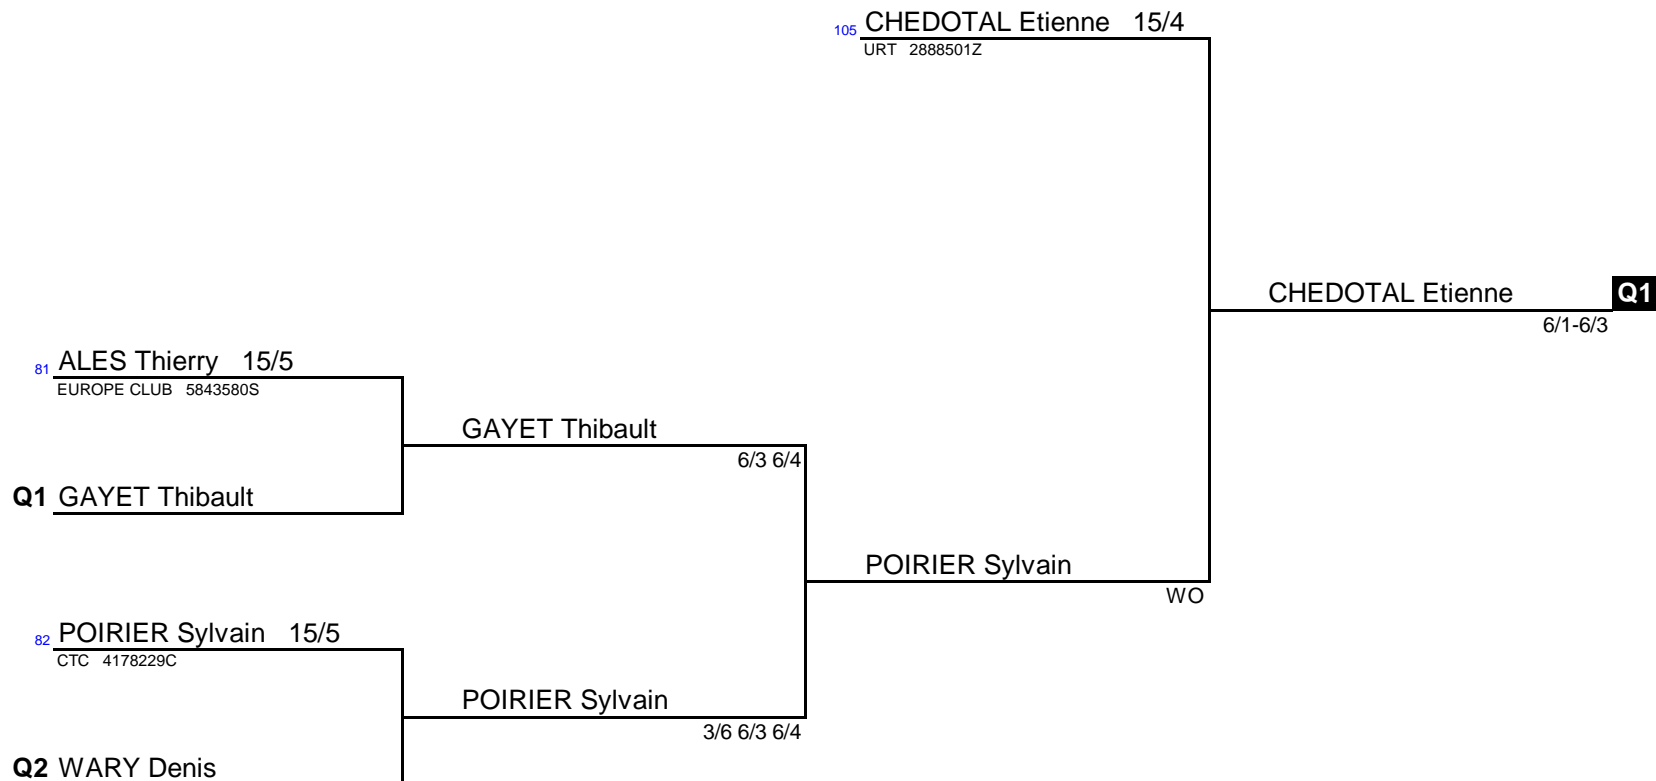 105 CHEDOTAL Etienne 15/4
URT 2888501Z
CHEDOTAL Etienne Q1
6/1-6/3
81 ALES Thierry 15/5
EUROPE CLUB 5843580S
GAYET Thibault
6/3 6/4
Q1 GAYET Thibault
POIRIER Sylvain
WO
82 POIRIER Sylvain 15/5
CTC 4178229C
POIRIER Sylvain
3/6 6/3 6/4
Q2 WARY Denis